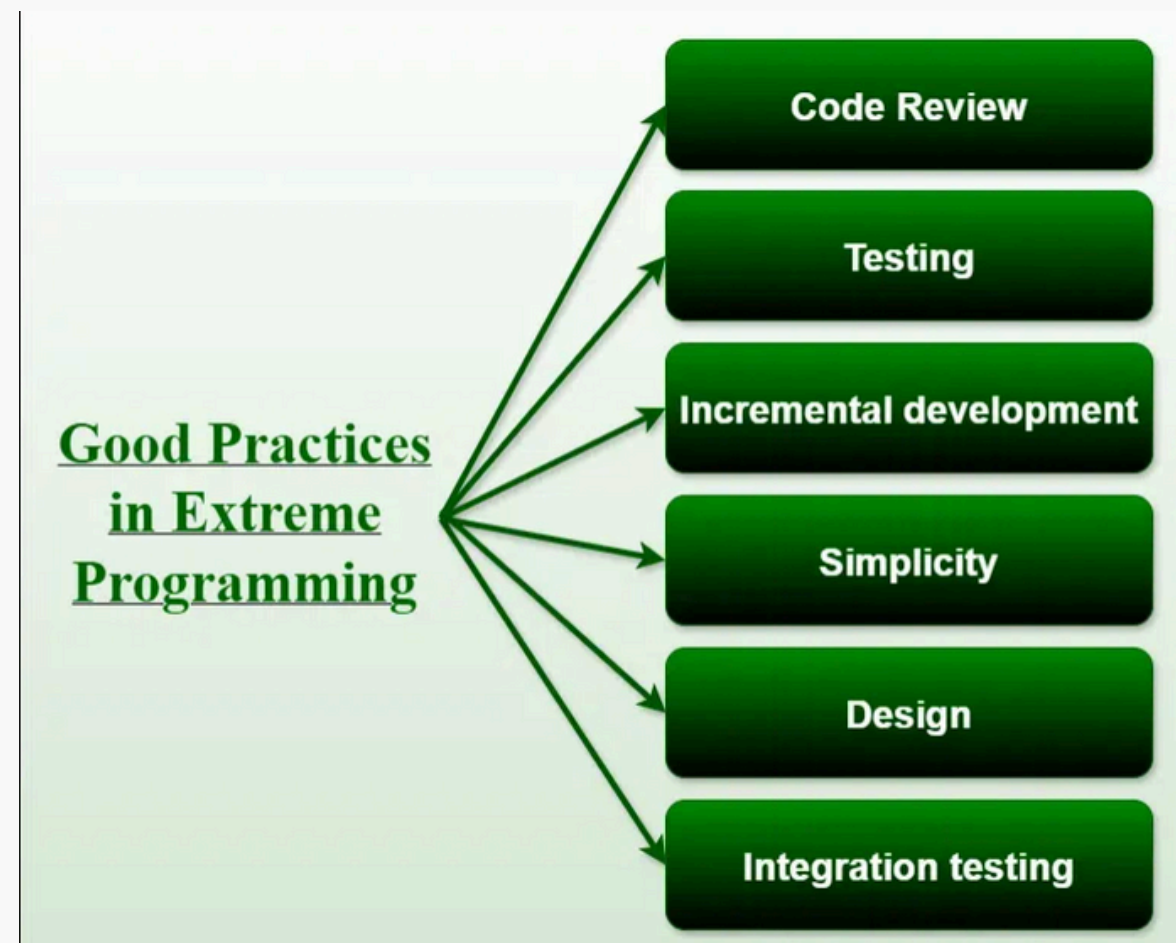 Good Practices
in Extreme
Programming
Code Review
Testing
Incremental development
Simplicity
Design
Integration testing